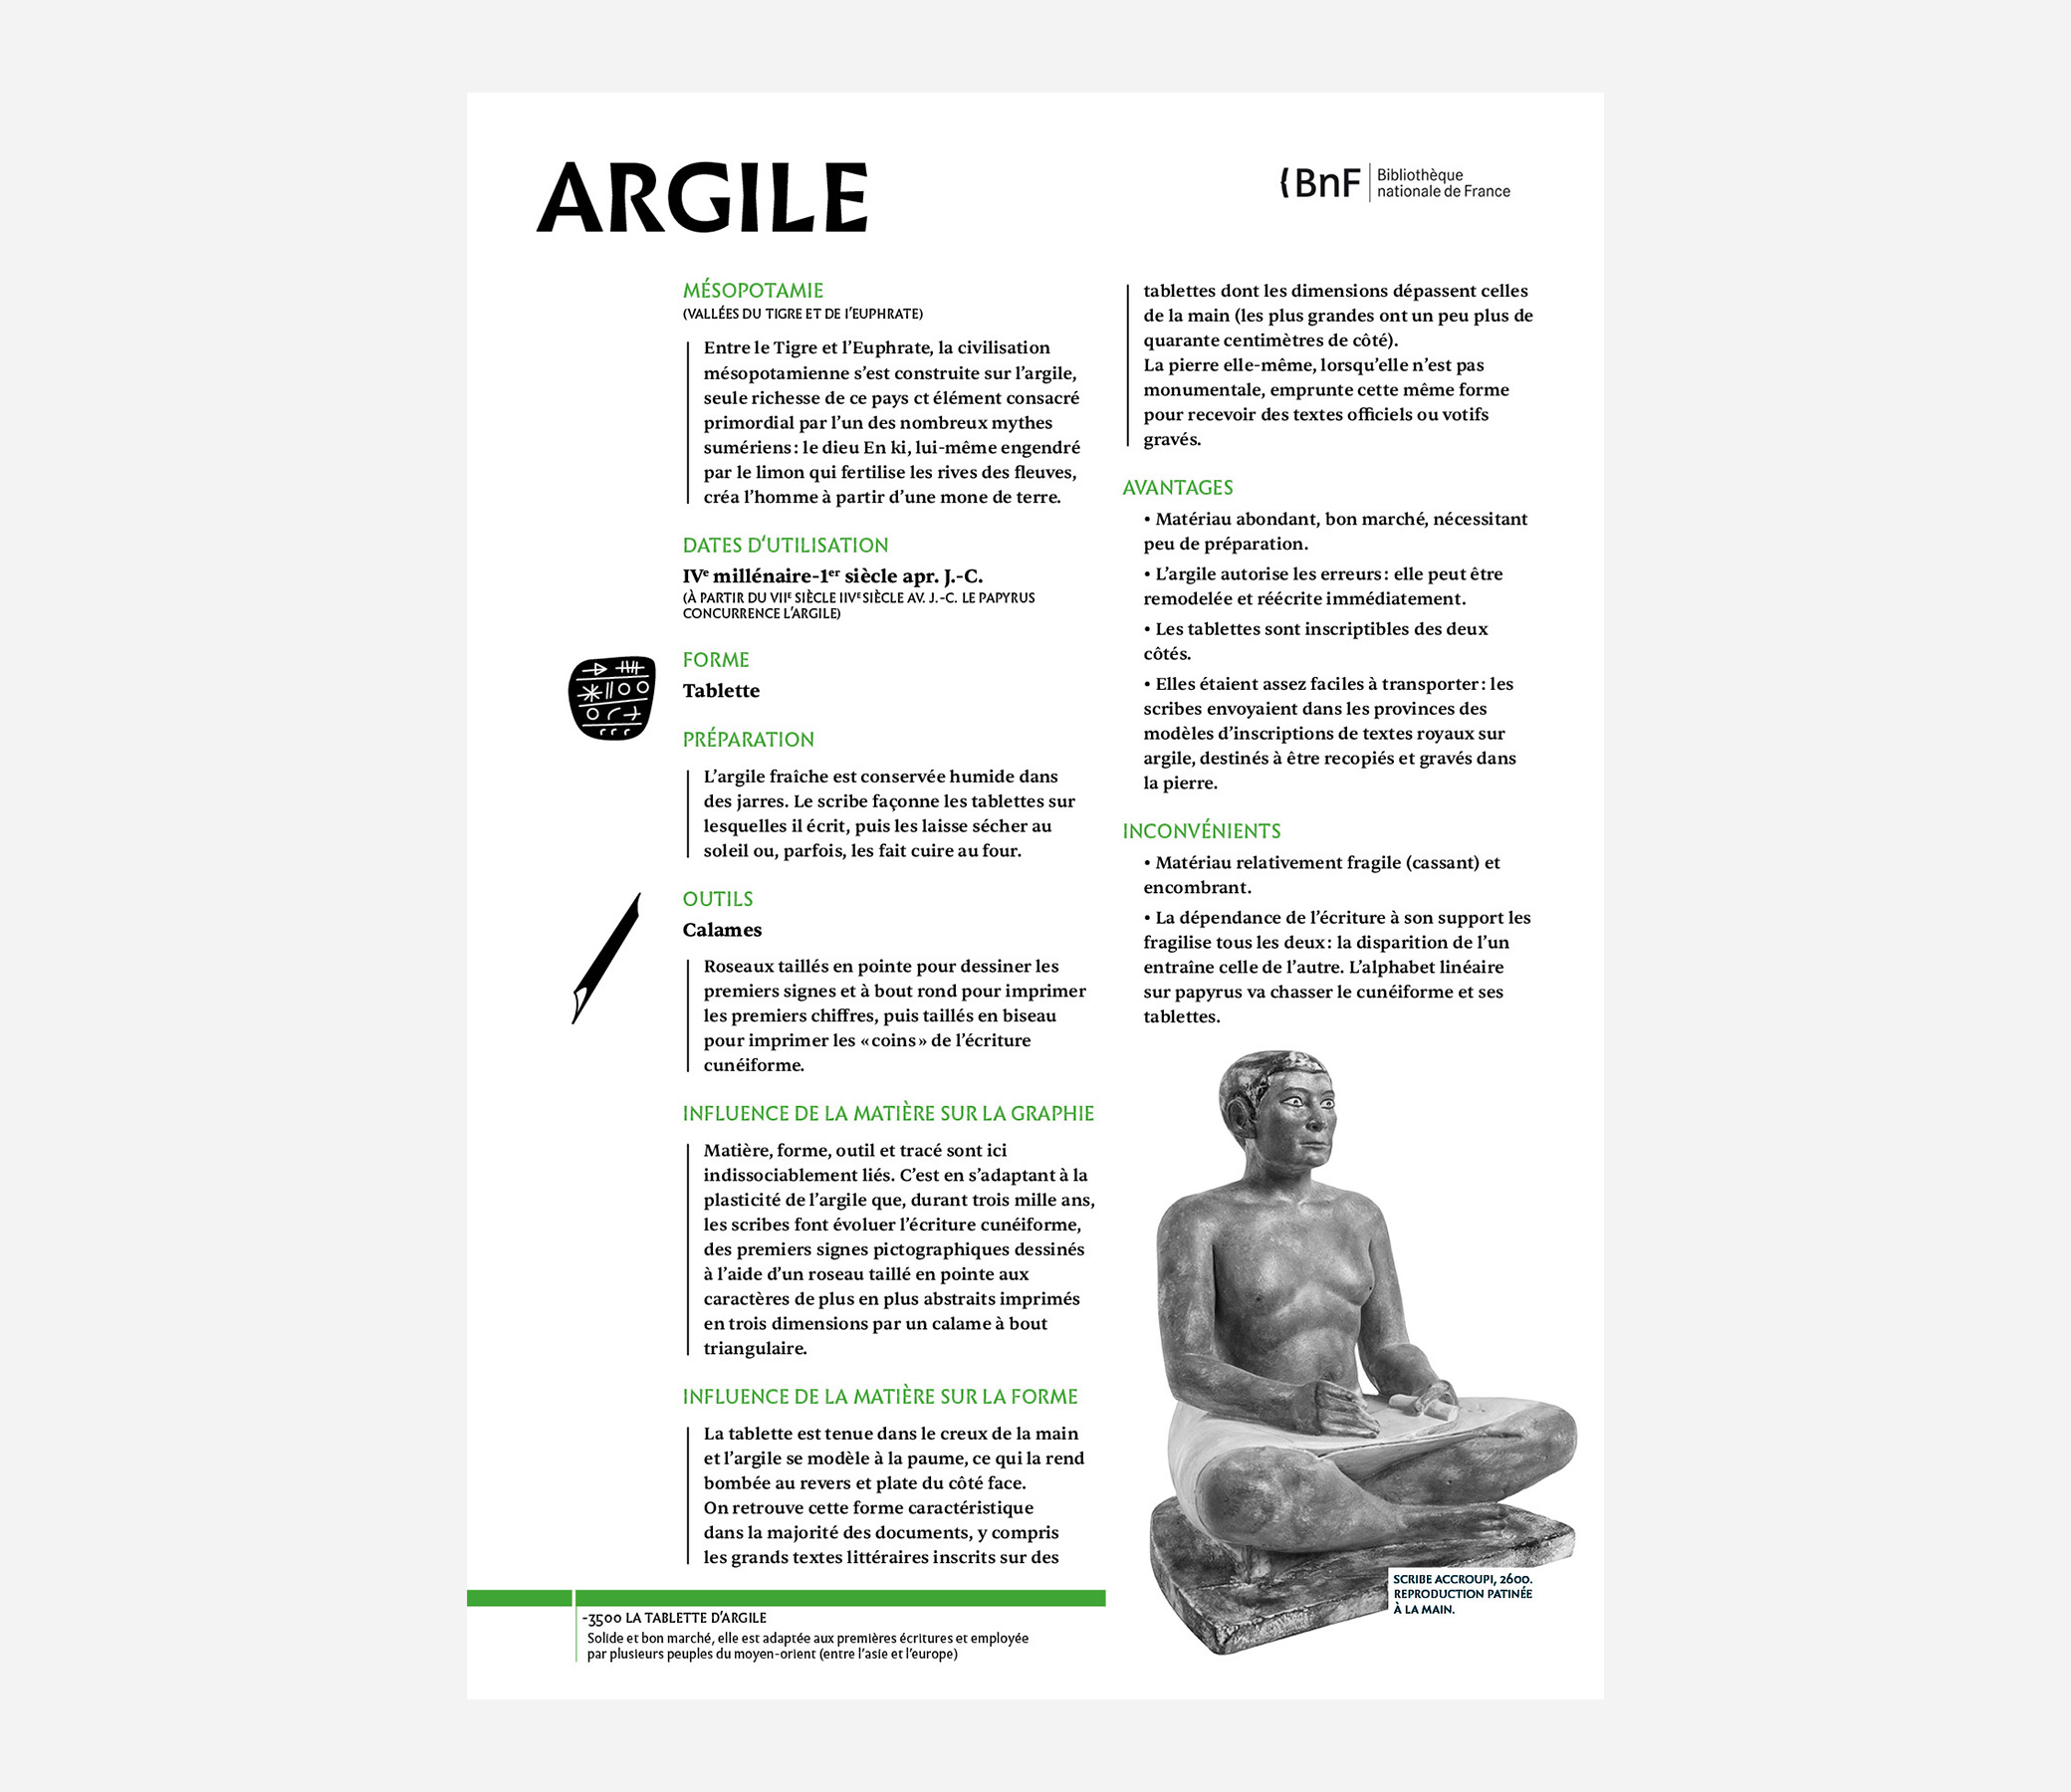 ARGILE
BnF
Bibliothèque
nationale de France
MÉSOPOTAMIE
(VALLÉES DU TIGRE ET DE l'EUPHRATE)
Entre le Tigre et l'Euphrate, la civilisation
mésopotamienne s'est construite sur l'argile,
seule richesse de ce pays ct élément consacré
primordial par l'un des nombreux mythes
sumériens : le dieu En ki, lui-même engendré
par le limon qui fertilise les rives des fleuves,
créa l'homme à partir d'une mone de terre.
DATES D'UTILISATION
IVe millénaire-1er siècle apr. J.-C.
(À PARTIR DU VIIE SIÈCLE IIVE SIÈCLE AV. J.-C. LE PAPYRUS
CONCURRENCE L'ARGILE)
FORME
Tablette
PRÉPARATION
L'argile fraîche est conservée humide dans
des jarres. Le scribe façonne les tablettes sur
lesquelles il écrit, puis les laisse sécher au
soleil ou, parfois, les fait cuire au four.
OUTILS
Calames
Roseaux taillés en pointe pour dessiner les
premiers signes et à bout rond pour imprimer
les premiers chiffres, puis taillés en biseau
pour imprimer les « coins » de l'écriture
cunéiforme.
INFLUENCE DE LA MATIÈRE SUR LA GRAPHIE
Matière, forme, outil et tracé sont ici
indissociablement liés. C'est en s'adaptant à la
plasticité de l'argile que, durant trois mille ans,
les scribes font évoluer l'écriture cunéiforme,
des premiers signes pictographiques dessinés
à l'aide d'un roseau taillé en pointe aux
caractères de plus en plus abstraits imprimés
en trois dimensions par un calame à bout
triangulaire.
INFLUENCE DE LA MATIÈRE SUR LA FORME
La tablette est tenue dans le creux de la main
et l'argile se modèle à la paume, ce qui la rend
bombée au revers et plate du côté face.
On retrouve cette forme caractéristique
dans la majorité des documents, y compris
les grands textes littéraires inscrits sur des
tablettes dont les dimensions dépassent celles
de la main (les plus grandes ont un peu plus de
quarante centimètres de côté).
La pierre elle-même, lorsqu'elle n'est pas
monumentale, emprunte cette même forme
pour recevoir des textes officiels ou votifs
gravés.
AVANTAGES
• Matériau abondant, bon marché, nécessitant
peu de préparation.
• L'argile autorise les erreurs : elle peut être
remodelée et réécrite immédiatement.
• Les tablettes sont inscriptibles des deux
côtés.
• Elles étaient assez faciles à transporter : les
scribes envoyaient dans les provinces des
modèles d'inscriptions de textes royaux sur
argile, destinés à être recopiés et gravés dans
la pierre.
INCONVÉNIENTS
• Matériau relativement fragile (cassant) et
encombrant.
• La dépendance de l'écriture à son support les
fragilise tous les deux : la disparition de l'un
entraîne celle de l'autre. L'alphabet linéaire
sur papyrus va chasser le cunéiforme et ses
tablettes.
SCRIBE ACCROUPI, 2600.
REPRODUCTION PATINÉE
À LA MAIN.
-3500 LA TABLETTE D'ARGILE
Solide et bon marché, elle est adaptée aux premières écritures et employée
par plusieurs peuples du moyen-orient (entre l'asie et l'europe)